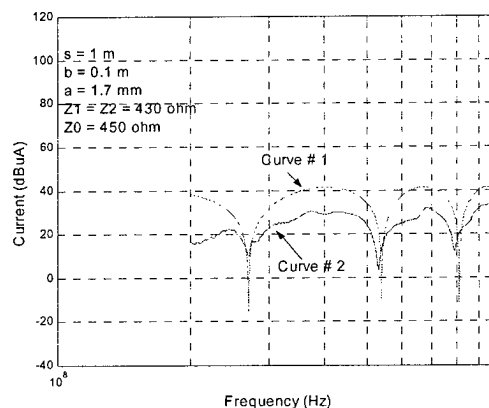 120
100
80
60
40
20
0
-20
-40
Current (dBuA)
s = 1 m
b = 0.1 m
a = 1.7 mm
Z1 = Z2 = 430 ohm
Z0 = 450 ohm
Curve # 1
Curve # 2
10⁸
Frequency (Hz)